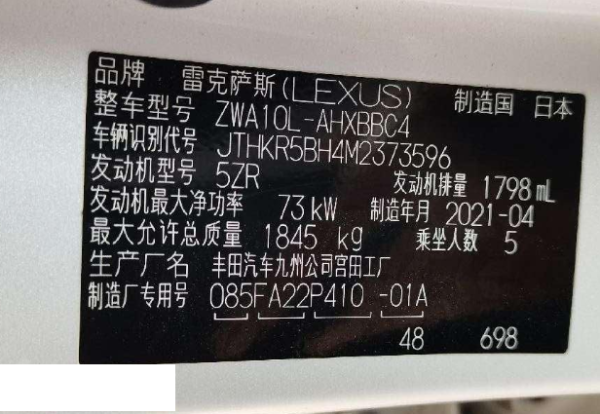 品牌 雷克萨斯(LEXUS) 制造国 日本
整车型号 ZWA10L-AHXBBC4
车辆识别代号 JTHKR5BH4M2373596
发动机型号 5ZR 发动机排量 1798 mL
发动机最大净功率 73 kW 制造年月 2021-04
最大允许总质量 1845 kg 乘坐人数 5
生产厂名 丰田汽车九州公司宫田工厂
制造厂专用号 085FA22P410 -01A
48 698